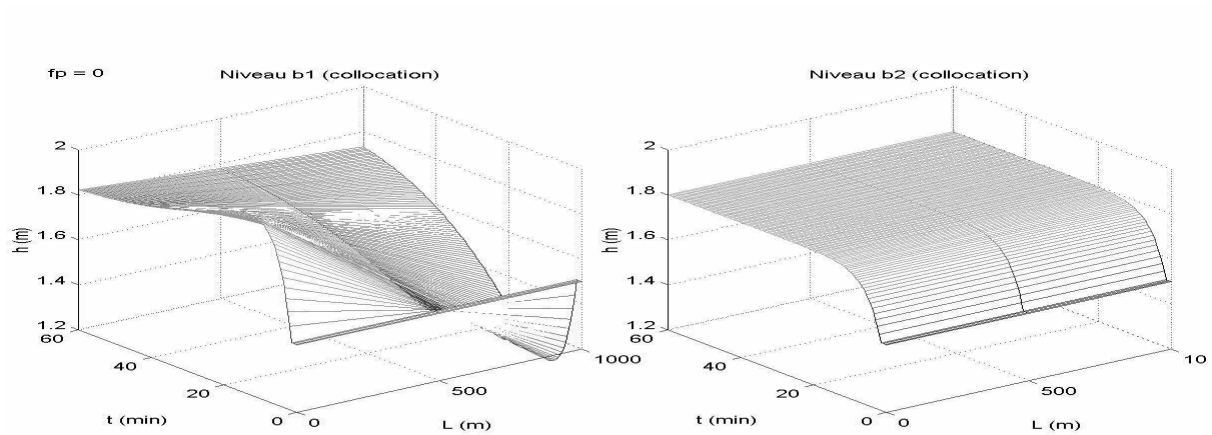 fp = 0
Niveau b1 (collocation)
2
1.8
1.6
1.4
1.2
h (m)
60
40
20
0
t (min)
0
500
1000
L (m)
Niveau b2 (collocation)
2
1.8
1.6
1.4
1.2
h (m)
60
40
20
0
t (min)
0
500
10
L (m)